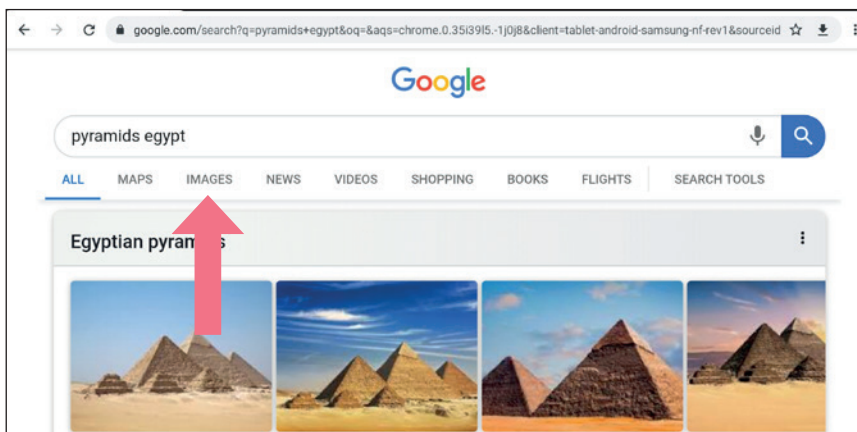 google.com/search?q=pyramids+egypt&oq=&aqs=chrome.0.35i39l5.-1j0j8&client=tablet-android-samsung-nf-rev1&sourceid
Google
pyramids egypt
ALL MAPS IMAGES NEWS VIDEOS SHOPPING BOOKS FLIGHTS SEARCH TOOLS
Egyptian pyramids